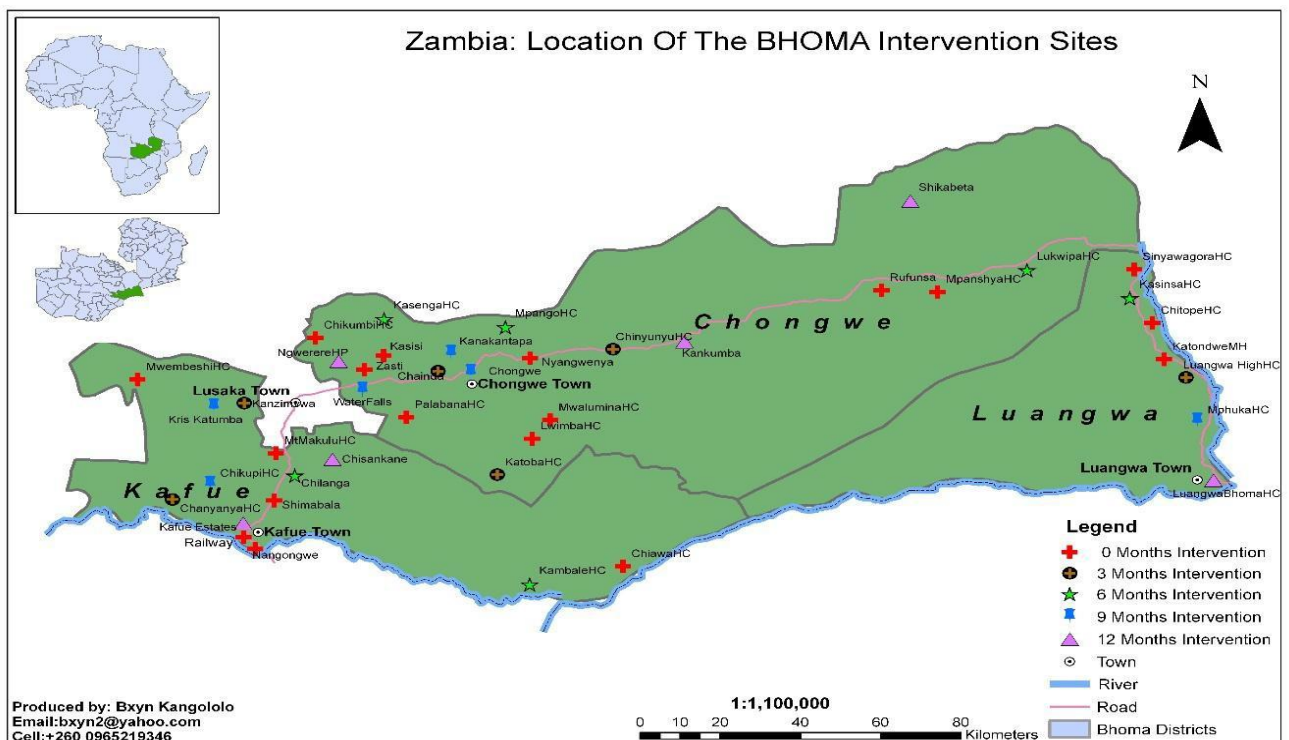 Zambia: Location Of The BHOMA Intervention Sites
N
Shikabeta
LukwipaHC
SinyawagoraHC
Rufunsa
MpanshyaHC
KasinsaHC
KasengaHC
MpangoHC
ChitopeHC
ChikumbiHC
Kanakantapa
ChinyunyuHC
Chongwe
KatondweMH
NgwerereHP
Kasisi
Nyangwenya
Kankumba
Luangwa HighHC
MwembeshiHC
Zasti
Chainda
Chongwe
Chongwe Town
Lusaka Town
Kanzimwa
WaterFalls
PalabanaHC
MwaluminaHC
Luangwa
MphukaHC
Kris Katumba
LwimbaHC
MtMakuluHC
Chisankane
KatobaHC
Luangwa Town
ChikupiHC
Chilanga
LuangwaBhomaHC
Kafue
ChanyanyaHC
Shimabala
Kafue Estates
Kafue Town
Railway
Nangongwe
ChiawaHC
KambaleHC
Legend
0 Months Intervention
3 Months Intervention
6 Months Intervention
9 Months Intervention
12 Months Intervention
Town
River
Road
Bhoma Districts
1:1,100,000
0 10 20 40 60 80
Kilometers
Produced by: Bxyn Kangololo
Email:bxyn2@yahoo.com
Cell:+260 0965219346